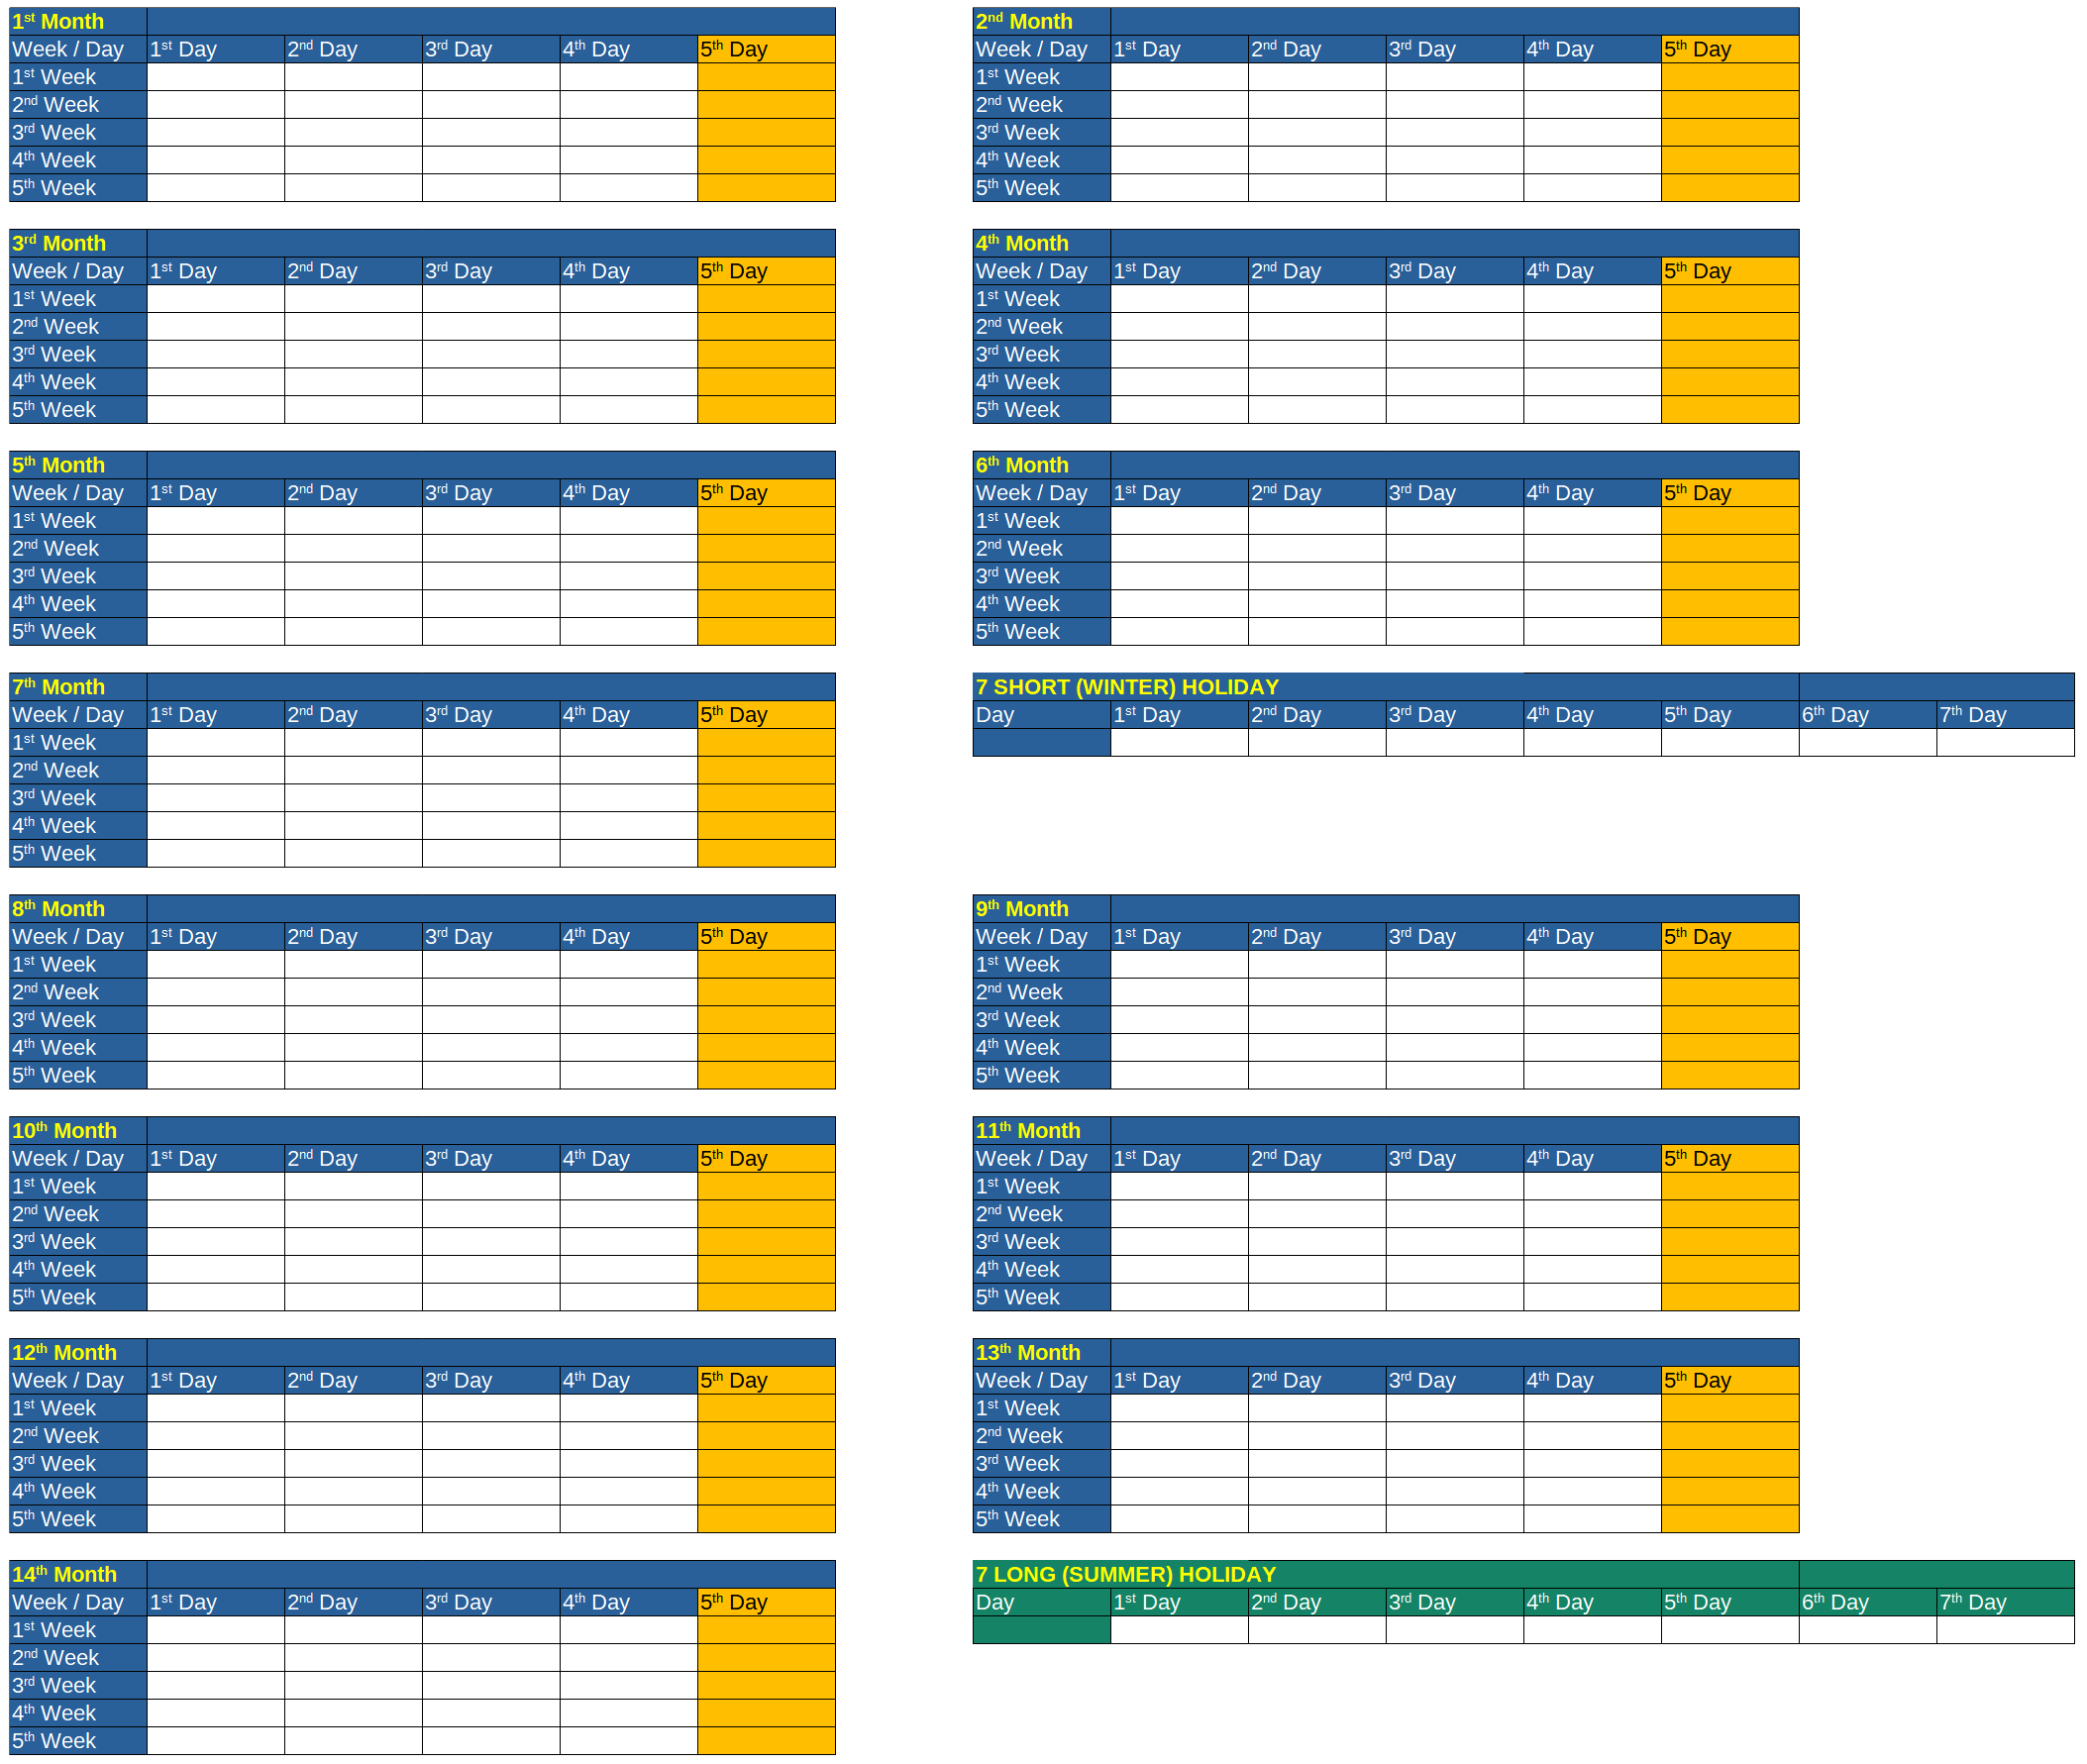 1st Month
Week / Day 1st Day 2nd Day 3rd Day 4th Day 5th Day
1st Week
2nd Week
3rd Week
4th Week
5th Week
2nd Month
Week / Day 1st Day 2nd Day 3rd Day 4th Day 5th Day
1st Week
2nd Week
3rd Week
4th Week
5th Week
3rd Month
Week / Day 1st Day 2nd Day 3rd Day 4th Day 5th Day
1st Week
2nd Week
3rd Week
4th Week
5th Week
4th Month
Week / Day 1st Day 2nd Day 3rd Day 4th Day 5th Day
1st Week
2nd Week
3rd Week
4th Week
5th Week
5th Month
Week / Day 1st Day 2nd Day 3rd Day 4th Day 5th Day
1st Week
2nd Week
3rd Week
4th Week
5th Week
6th Month
Week / Day 1st Day 2nd Day 3rd Day 4th Day 5th Day
1st Week
2nd Week
3rd Week
4th Week
5th Week
7th Month
Week / Day 1st Day 2nd Day 3rd Day 4th Day 5th Day
1st Week
2nd Week
3rd Week
4th Week
5th Week
7 SHORT (WINTER) HOLIDAY
Day 1st Day 2nd Day 3rd Day 4th Day 5th Day 6th Day 7th Day
8th Month
Week / Day 1st Day 2nd Day 3rd Day 4th Day 5th Day
1st Week
2nd Week
3rd Week
4th Week
5th Week
9th Month
Week / Day 1st Day 2nd Day 3rd Day 4th Day 5th Day
1st Week
2nd Week
3rd Week
4th Week
5th Week
10th Month
Week / Day 1st Day 2nd Day 3rd Day 4th Day 5th Day
1st Week
2nd Week
3rd Week
4th Week
5th Week
11th Month
Week / Day 1st Day 2nd Day 3rd Day 4th Day 5th Day
1st Week
2nd Week
3rd Week
4th Week
5th Week
12th Month
Week / Day 1st Day 2nd Day 3rd Day 4th Day 5th Day
1st Week
2nd Week
3rd Week
4th Week
5th Week
13th Month
Week / Day 1st Day 2nd Day 3rd Day 4th Day 5th Day
1st Week
2nd Week
3rd Week
4th Week
5th Week
14th Month
Week / Day 1st Day 2nd Day 3rd Day 4th Day 5th Day
1st Week
2nd Week
3rd Week
4th Week
5th Week
7 LONG (SUMMER) HOLIDAY
Day 1st Day 2nd Day 3rd Day 4th Day 5th Day 6th Day 7th Day